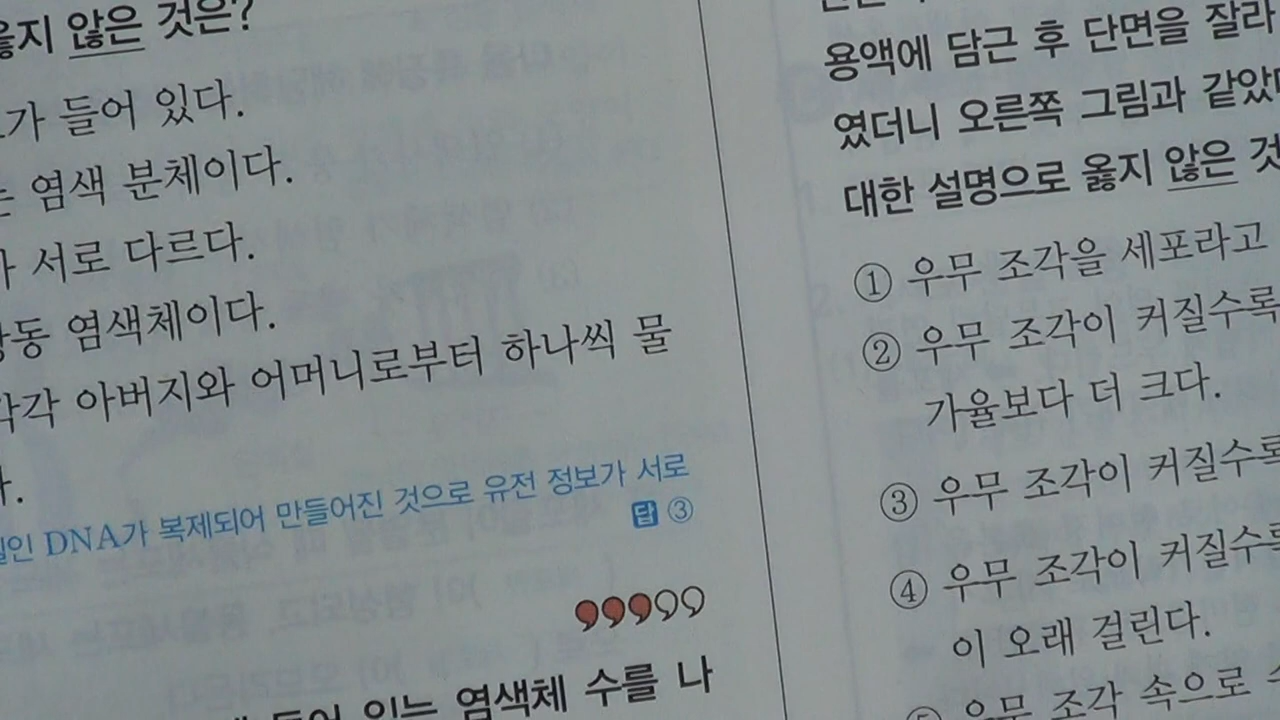 않은 것은?
가 들어 있다.
염색 분체이다.
서로 다르다.
염색체이다.
각각 아버지와 어머니로부터 하나씩 물
DNA가 복제되어 만들어진 것으로 유전 정보가 서로
답 ③
염색체 수를 나
용액에 담근 후 단면을 잘라
였더니 오른쪽 그림과 같았
대한 설명으로 옳지 않은
① 우무 조각을 세포라고
② 우무 조각이 커질수록
가율보다 더 크다.
③ 우무 조각이 커질수록
④ 우무 조각이 커질수록
이 오래 걸린다.
⑤ 우무 조각 속으로